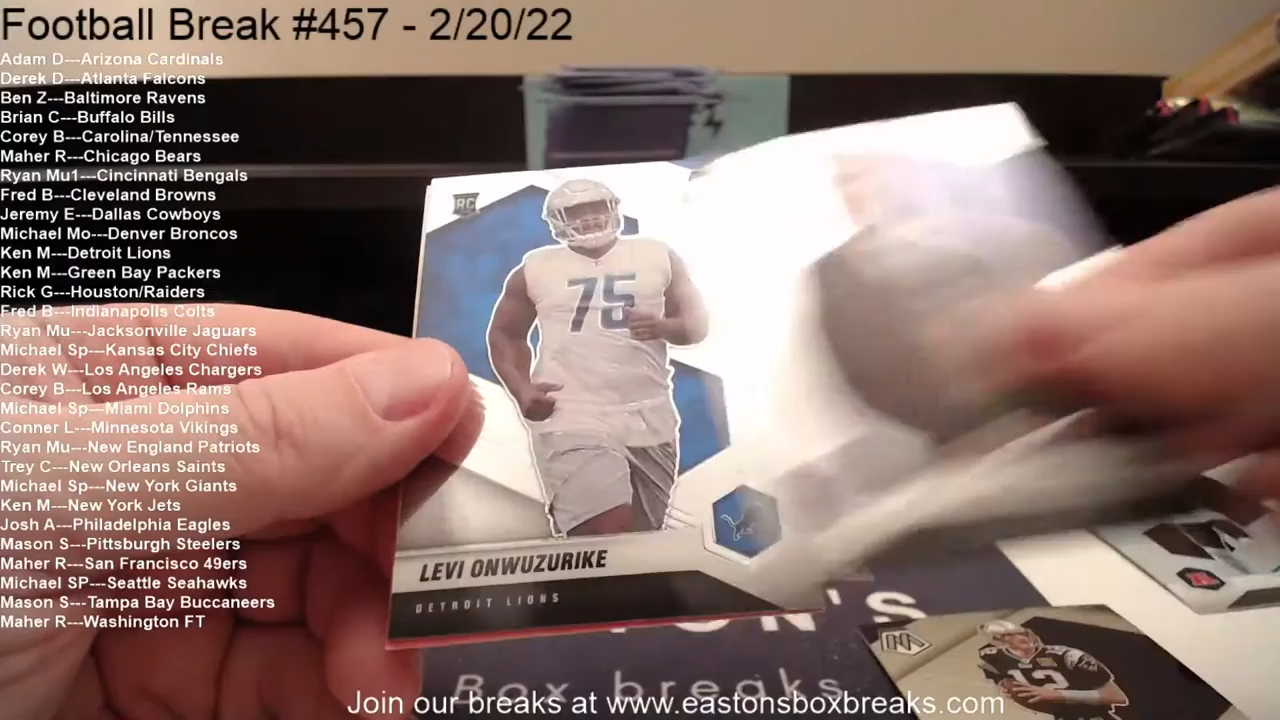 Football Break #457 - 2/20/22
Adam D---Arizona Cardinals
Derek D---Atlanta Falcons
Ben Z---Baltimore Ravens
Brian C---Buffalo Bills
Corey B---Carolina/Tennessee
Maher R---Chicago Bears
Ryan Mu1---Cincinnati Bengals
Fred B---Cleveland Browns
Jeremy E---Dallas Cowboys
Michael Mo---Denver Broncos
Ken M---Detroit Lions
Ken M---Green Bay Packers
Rick G---Houston/Raiders
Fred B---Indianapolis Colts
Ryan Mu---Jacksonville Jaguars
Michael Sp---Kansas City Chiefs
Derek W---Los Angeles Chargers
Corey B---Los Angeles Rams
Michael Sp---Miami Dolphins
Conner L---Minnesota Vikings
Ryan Mu---New England Patriots
Trey C---New Orleans Saints
Michael Sp---New York Giants
Ken M---New York Jets
Josh A---Philadelphia Eagles
Mason S---Pittsburgh Steelers
Maher R---San Francisco 49ers
Michael SP---Seattle Seahawks
Mason S---Tampa Bay Buccaneers
Maher R---Washington FT
RC
75
LEVI ONWUZURIKE
DETROIT LIONS
M
12
Box breaks
Join our breaks at www.eastonsboxbreaks.com